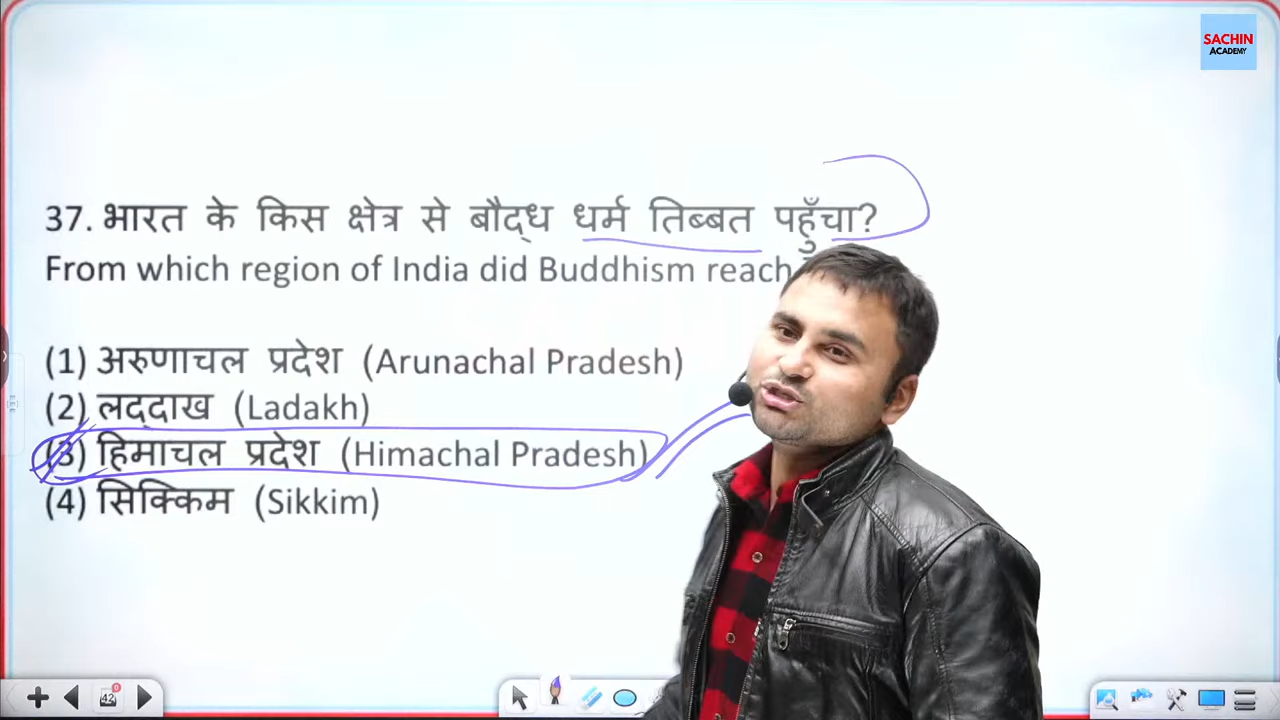 SACHIN
ACADEMY
37. भारत के किस क्षेत्र से बौद्ध धर्म तिब्बत पहुँचा?
From which region of India did Buddhism reach
(1) अरुणाचल प्रदेश (Arunachal Pradesh)
(2) लद्दाख (Ladakh)
(3) हिमाचल प्रदेश (Himachal Pradesh)
(4) सिक्किम (Sikkim)
42